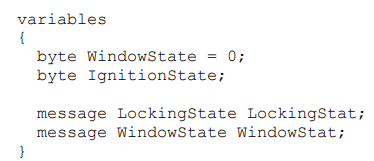 variables
{
byte WindowState = 0;
byte IgnitionState;
message LockingState LockingStat;
message WindowState WindowStat;
}